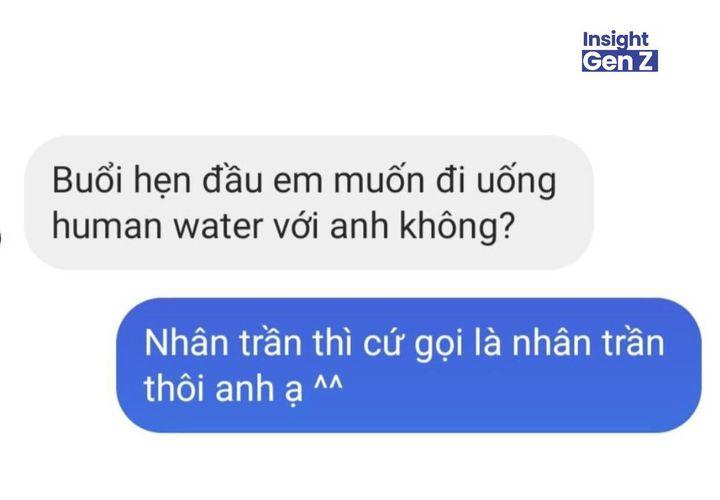 Insight
Gen Z
Buổi hẹn đầu em muốn đi uống
human water với anh không?
Nhân trần thì cứ gọi là nhân trần
thôi anh ạ ^^